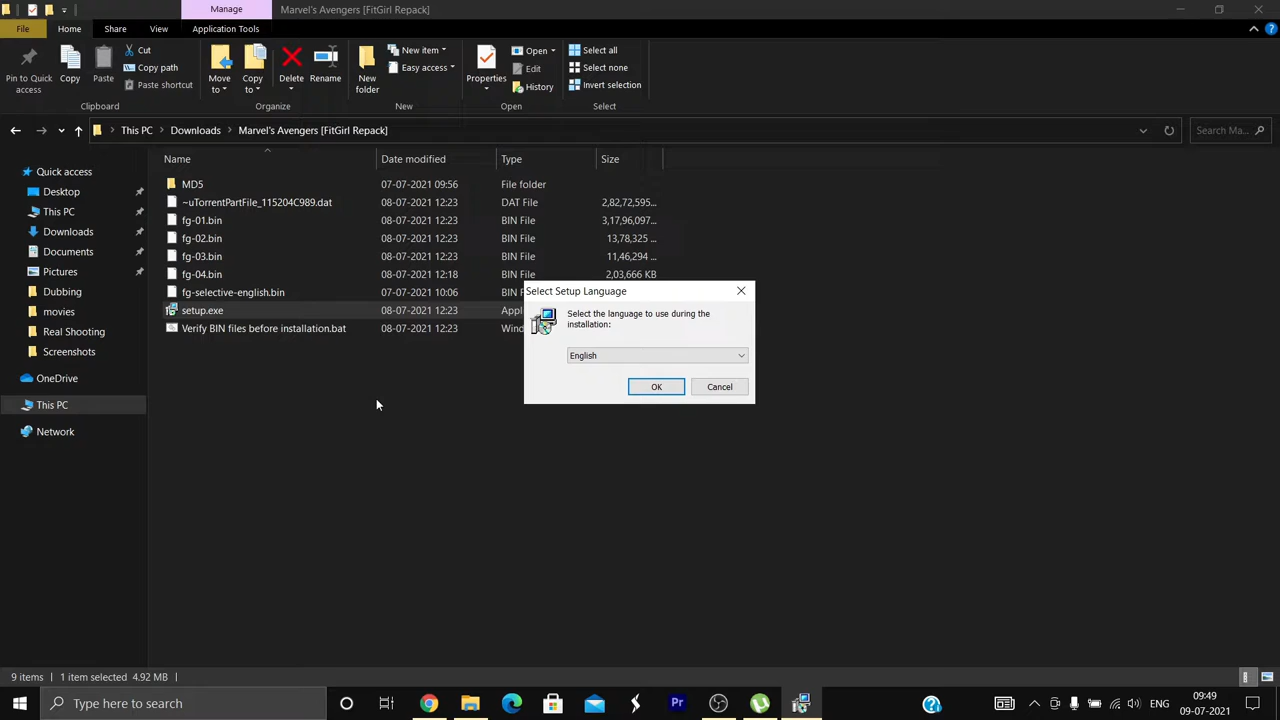 Manage
Marvel's Avengers [FitGirl Repack]
File
Home
Share
View
Application Tools
Pin to Quick access
Copy
Paste
Cut
Copy path
Paste shortcut
Clipboard
Move to
Copy to
Delete
Rename
Organize
New folder
New item
Easy access
New
Properties
Open
Edit
History
Open
Select all
Select none
Invert selection
Select
This PC
Downloads
Marvel's Avengers [FitGirl Repack]
Search Ma...
Name
Date modified
Type
Size
Quick access
Desktop
This PC
Downloads
Documents
Pictures
Dubbing
movies
Real Shooting
Screenshots
OneDrive
This PC
Network
MD5 07-07-2021 09:56 File folder
~uTorrentPartFile_115204C989.dat 08-07-2021 12:23 DAT File 2,82,72,595...
fg-01.bin 08-07-2021 12:23 BIN File 3,17,96,097...
fg-02.bin 08-07-2021 12:23 BIN File 13,78,325 ...
fg-03.bin 08-07-2021 12:23 BIN File 11,46,294 ...
fg-04.bin 08-07-2021 12:18 BIN File 2,03,666 KB
fg-selective-english.bin 07-07-2021 10:06 BIN
setup.exe 08-07-2021 12:23 Appl
Verify BIN files before installation.bat 08-07-2021 12:23 Wind
Select Setup Language
Select the language to use during the
installation:
English
OK
Cancel
9 items
1 item selected 4.92 MB
Type here to search
Pr
ENG
09:49
09-07-2021